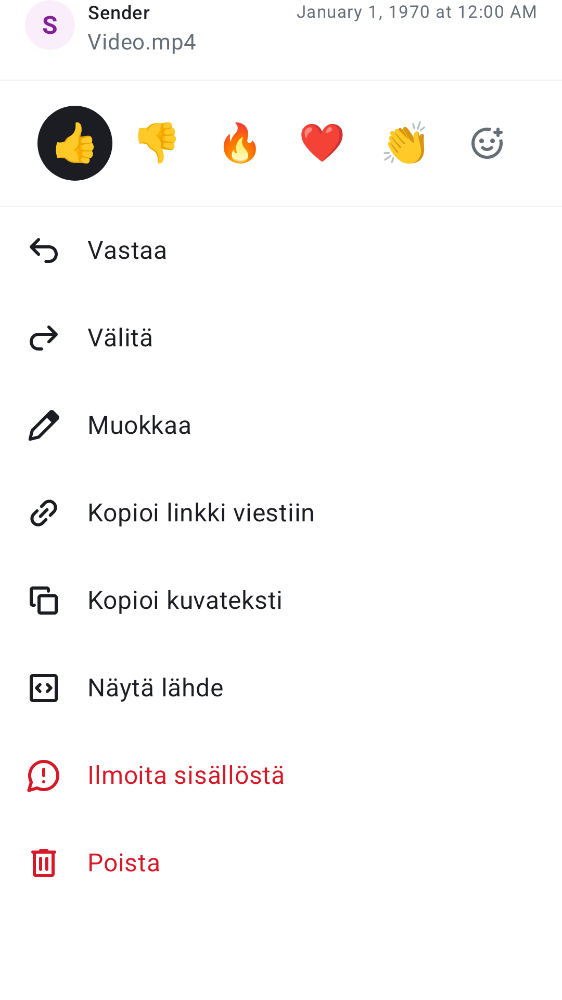 S
Sender
January 1, 1970 at 12:00 AM
Video.mp4
Vastaa
Välitä
Muokkaa
Kopioi linkki viestiin
Kopioi kuvateksti
Näytä lähde
Ilmoita sisällöstä
Poista